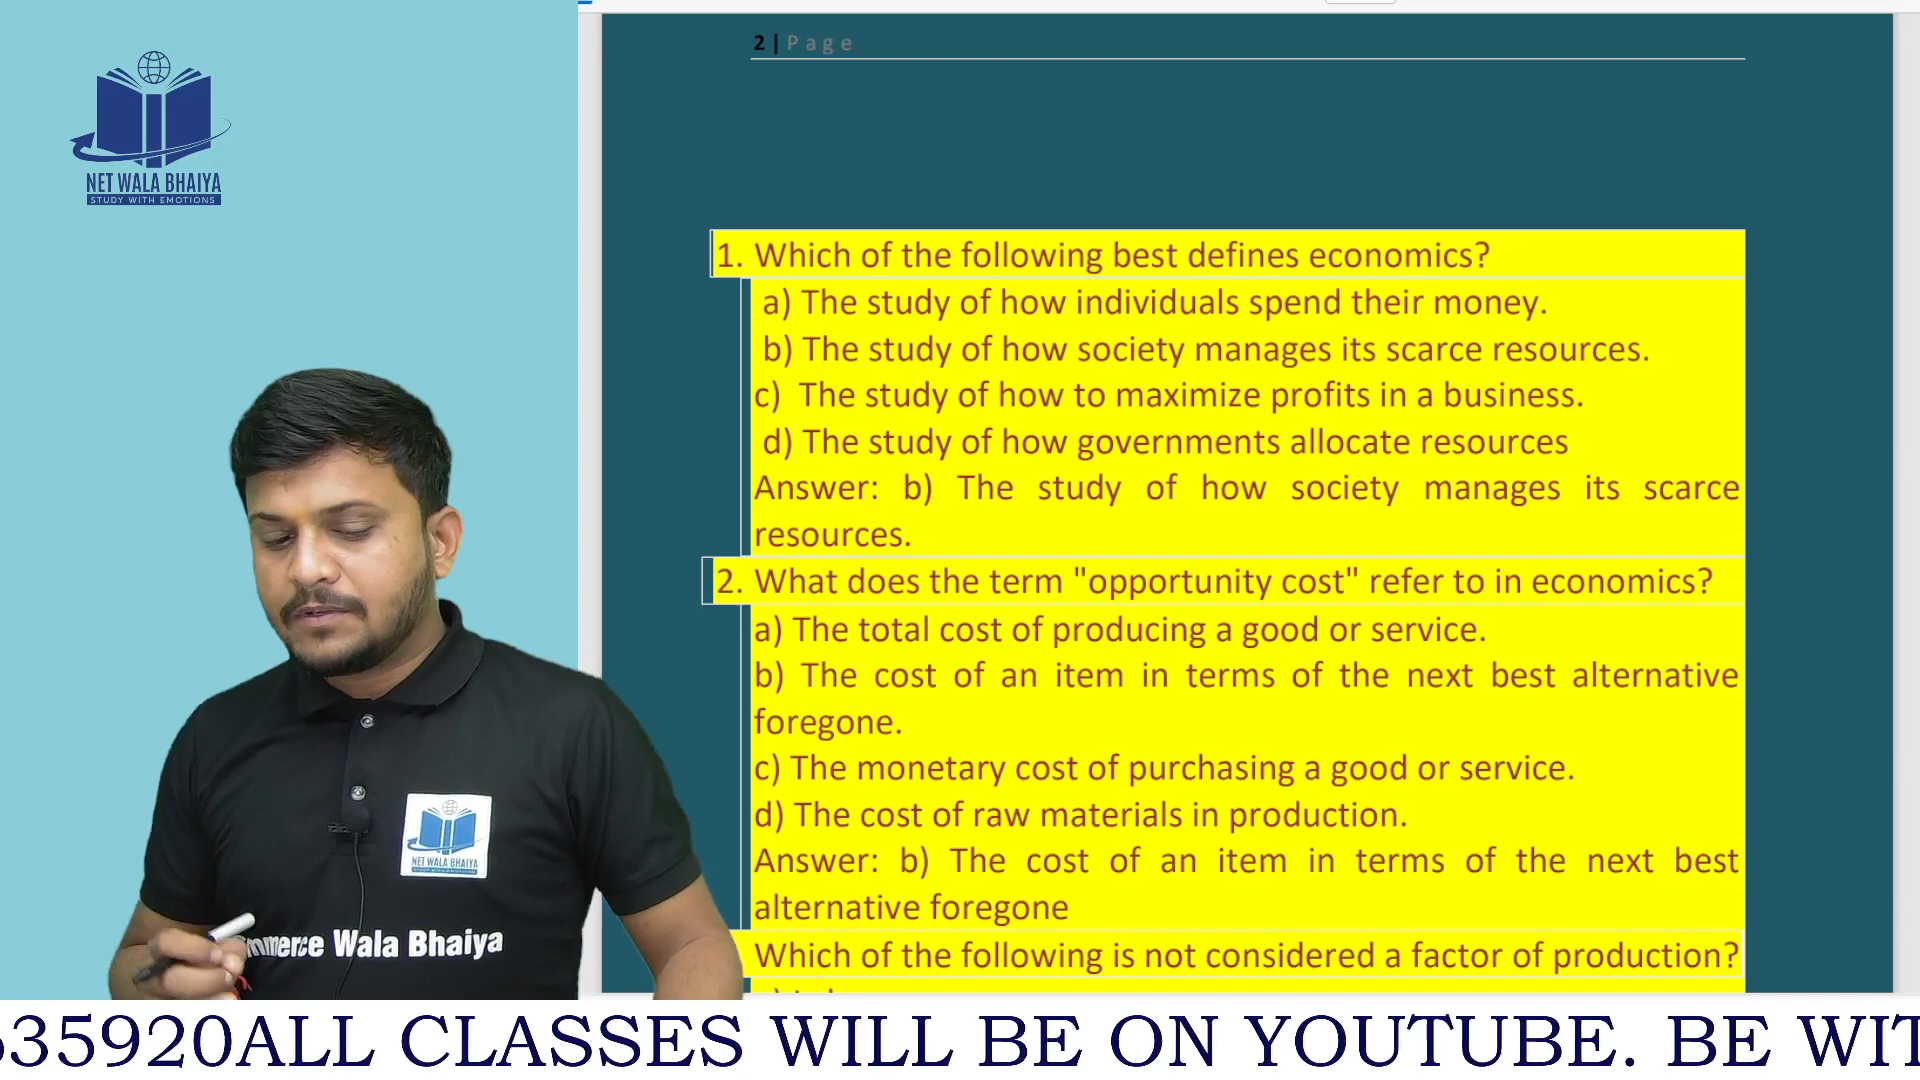 NET WALA BHAIYA
STUDY WITH EMOTIONS
2 | Page
1. Which of the following best defines economics?
a) The study of how individuals spend their money.
b) The study of how society manages its scarce resources.
c) The study of how to maximize profits in a business.
d) The study of how governments allocate resources
Answer: b) The study of how society manages its scarce
resources.
2. What does the term "opportunity cost" refer to in economics?
a) The total cost of producing a good or service.
b) The cost of an item in terms of the next best alternative
foregone.
c) The monetary cost of purchasing a good or service.
d) The cost of raw materials in production.
Answer: b) The cost of an item in terms of the next best
alternative foregone
Which of the following is not considered a factor of production?
NET WALA BHAIYA
mmerce Wala Bhaiya
635920ALL CLASSES WILL BE ON YOUTUBE. BE WIT